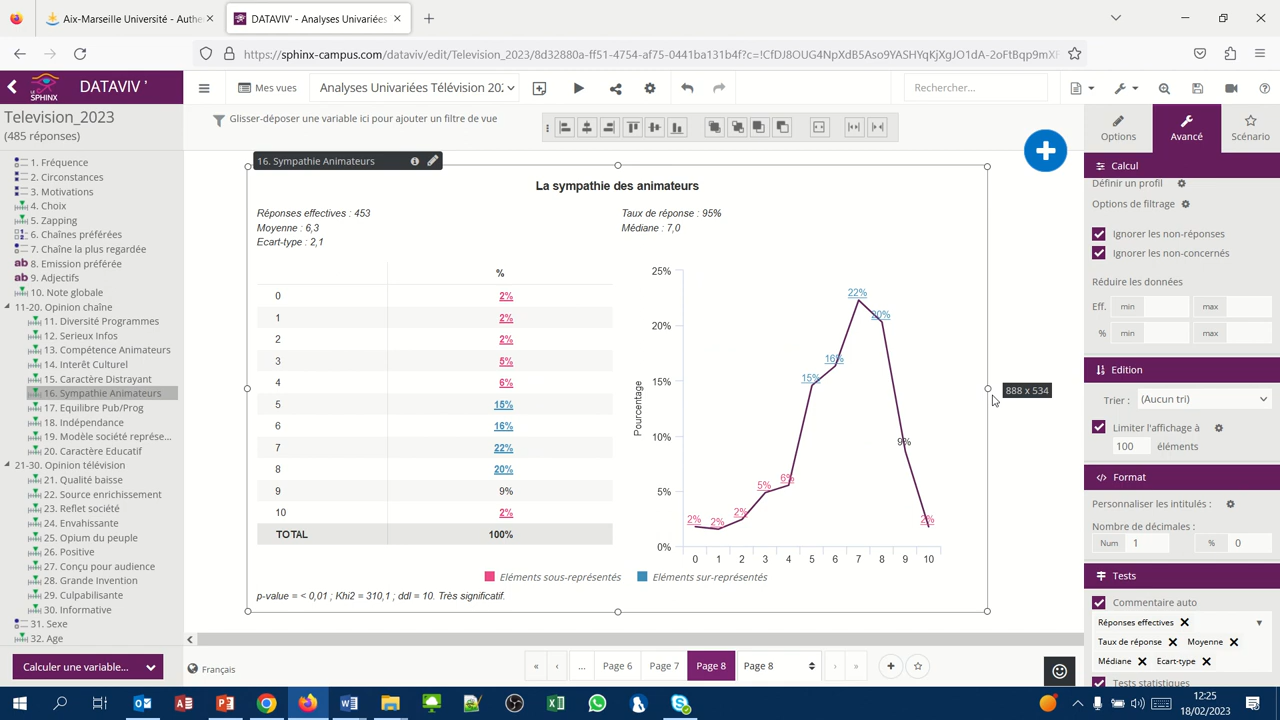 Aix-Marseille Université - Authe
DATAVIV' - Analyses Univariées
https://sphinx-campus.com/dataviv/edit/Television_2023/8d32880a-ff51-4754-af75-0441ba131b4f?c=!CfDJ8OUG4NpXdB5Aso9YASHYqKjXgJO1dA-2oFtBqp9mX
LE SPHINX
DATAVIV '
Mes vues
Analyses Univariées Télévision 202
Rechercher...
Television_2023
(485 réponses)
Glisser-déposer une variable ici pour ajouter un filtre de vue
1. Fréquence
2. Circonstances
3. Motivations
4. Choix
5. Zapping
6. Chaînes préférées
7. Chaîne la plus regardée
8. Emission préférée
9. Adjectifs
10. Note globale
11-20. Opinion chaîne
11. Diversité Programmes
12. Serieux Infos
13. Compétence Animateurs
14. Interêt Culturel
15. Caractère Distrayant
16. Sympathie Animateurs
17. Equilibre Pub/Prog
18. Indépendance
19. Modèle société représe...
20. Caractere Educatif
21-30. Opinion télévision
21. Qualité baisse
22. Source enrichissement
23. Reflet société
24. Envahissante
25. Opium du peuple
26. Positive
27. Conçu pour audience
28. Grande Invention
29. Culpabilisante
30. Informative
31. Sexe
32. Age
Calculer une variable...
16. Sympathie Animateurs
La sympathie des animateurs
Réponses effectives : 453
Taux de réponse : 95%
Moyenne : 6,3
Médiane : 7,0
Ecart-type : 2,1
%
0 2%
1 2%
2 2%
3 5%
4 6%
5 15%
6 16%
7 22%
8 20%
9 9%
10 2%
TOTAL 100%
Pourcentage
25%
20%
15%
10%
5%
0%
2% 2% 2% 5% 6% 15% 16% 22% 20% 9% 2%
0 1 2 3 4 5 6 7 8 9 10
Eléments sous-représentés
Eléments sur-représentés
p-value = < 0,01 ; Khi2 = 310,1 ; ddl = 10. Très significatif.
888 x 534
Français
« ‹ ... Page 6 Page 7 Page 8 Page 8 › »
Options
Avancé
Scénario
Calcul
Définir un profil
Options de filtrage
Ignorer les non-réponses
Ignorer les non-concernés
Réduire les données
Eff. min max
% min max
Edition
Trier : (Aucun tri)
Limiter l'affichage à
100 éléments
Format
Personnaliser les intitulés :
Nombre de décimales :
Num 1 % 0
Tests
Commentaire auto
Réponses effectives
Taux de réponse Moyenne
Médiane Ecart-type
Tests statistiques
12:25
18/02/2023